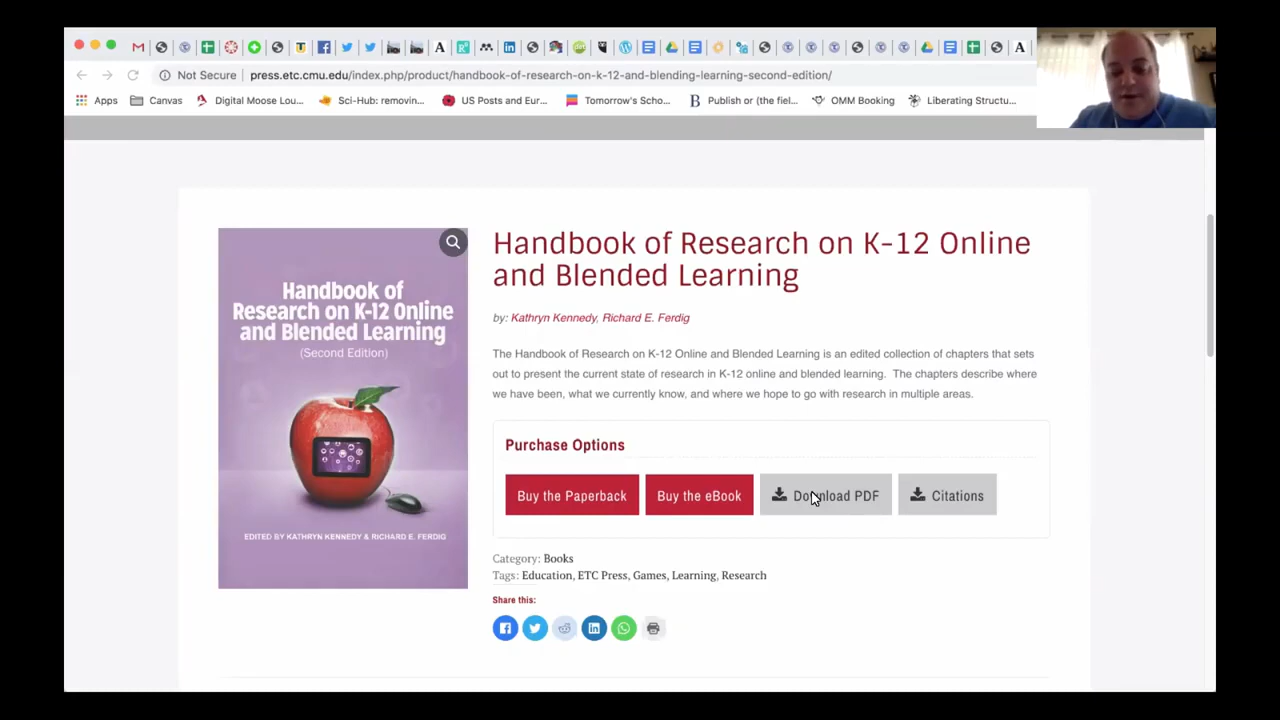 Not Secure press.etc.cmu.edu/index.php/product/handbook-of-research-on-k-12-and-blending-learning-second-edition/
Apps Canvas Digital Moose Lou... Sci-Hub: removin... US Posts and Eur... Tomorrow's Scho... Publish or (the fiel... OMM Booking Liberating Structu...
Handbook of
Research on K-12 Online
and Blended Learning
(Second Edition)
EDITED BY KATHRYN KENNEDY & RICHARD E. FERDIG
Handbook of Research on K-12 Online
and Blended Learning
by: Kathryn Kennedy, Richard E. Ferdig
The Handbook of Research on K-12 Online and Blended Learning is an edited collection of chapters that sets
out to present the current state of research in K-12 online and blended learning. The chapters describe where
we have been, what we currently know, and where we hope to go with research in multiple areas.
Purchase Options
Buy the Paperback Buy the eBook Download PDF Citations
Category: Books
Tags: Education, ETC Press, Games, Learning, Research
Share this: